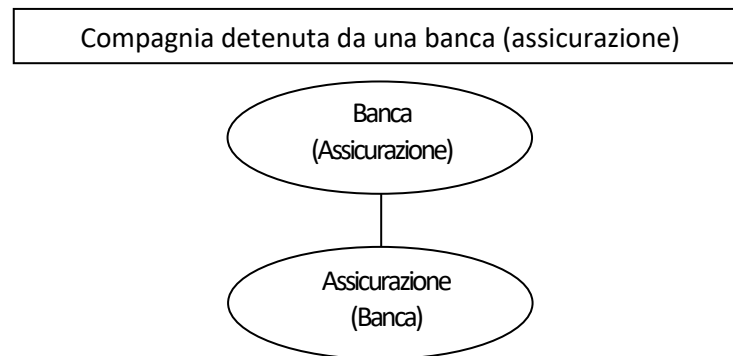 Compagnia detenuta da una banca (assicurazione)
Banca
(Assicurazione)
Assicurazione
(Banca)